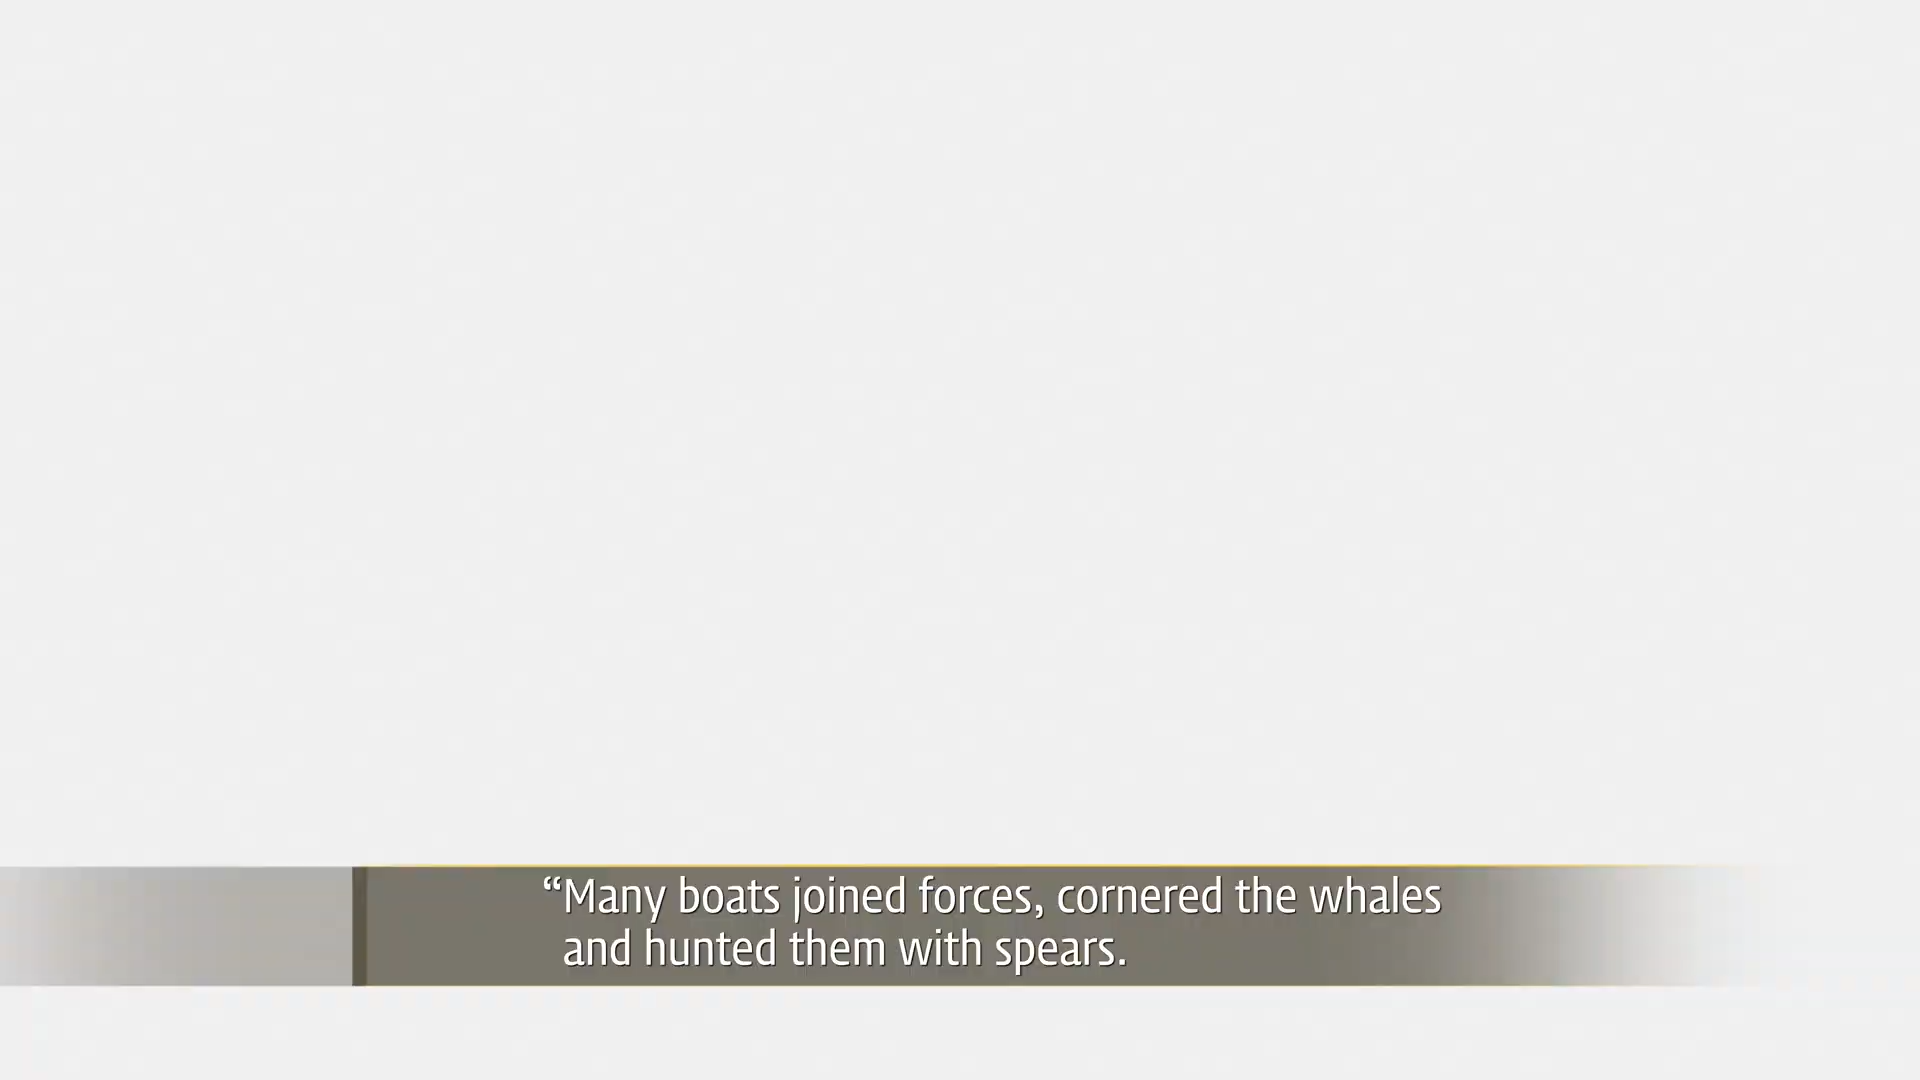 “Many boats joined forces, cornered the whales
and hunted them with spears.